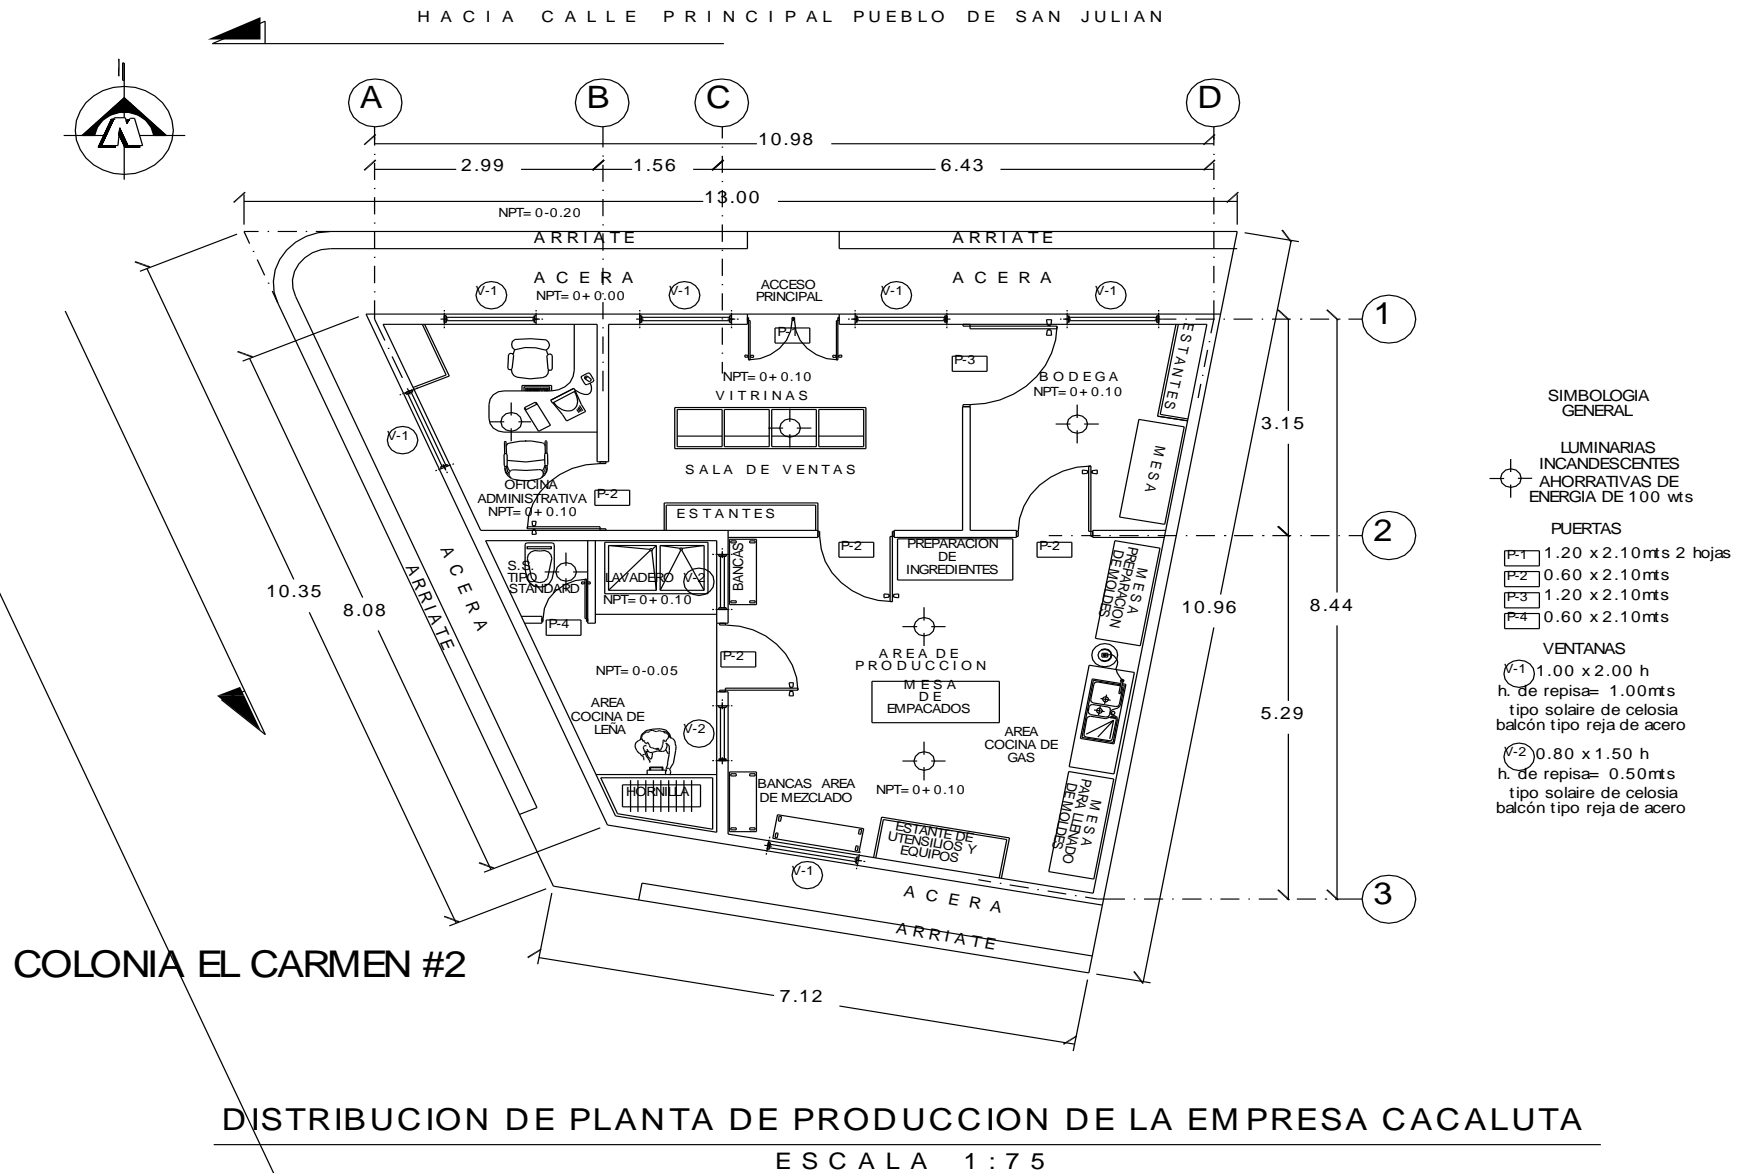 HACIA CALLE PRINCIPAL PUEBLO DE SAN JULIAN
N
A
B
C
D
10.98
2.99
1.56
6.43
13.00
NPT= 0-0.20
ARRIATE
ARRIATE
ACERA
ACERA
NPT= 0+0.00
V-1
V-1
ACCESO
PRINCIPAL
V-1
V-1
P-1
1
P-3
NPT= 0+0.10
VITRINAS
BODEGA
NPT= 0+0.10
ESTANTES
MESA
3.15
V-1
SALA DE VENTAS
OFICINA
ADMINISTRATIVA
NPT= 0+0.10
P-2
ESTANTES
2
P-2
PREPARACION
DE
INGREDIENTES
P-2
MESA
PREPARACION
DE MOLDES
BANCAS
S.S.
TIPO
STANDARD
LAVADERO
V-2
NPT= 0+0.10
P-4
ACERA
ARRIATE
10.35
8.08
10.96
8.44
P-2
NPT= 0-0.05
AREA DE
PRODUCCION
MESA
DE
EMPACADOS
AREA
COCINA DE
LEÑA
V-2
AREA
COCINA DE
GAS
5.29
HORNILLA
BANCAS AREA
DE MEZCLADO
NPT= 0+0.10
MESA
PARA LLENADO
DE MOLDES
ESTANTE DE
UTENSILIOS Y
EQUIPOS
V-1
ACERA
3
ARRIATE
7.12
COLONIA EL CARMEN #2
SIMBOLOGIA
GENERAL
LUMINARIAS
INCANDESCENTES
AHORRATIVAS DE
ENERGIA DE 100 wts
PUERTAS
P-1 1.20 x 2.10mts 2 hojas
P-2 0.60 x 2.10mts
P-3 1.20 x 2.10mts
P-4 0.60 x 2.10mts
VENTANAS
V-1 1.00 x 2.00 h
h. de repisa= 1.00mts
tipo solaire de celosia
balcón tipo reja de acero
V-2 0.80 x 1.50 h
h. de repisa= 0.50mts
tipo solaire de celosia
balcón tipo reja de acero
DISTRIBUCION DE PLANTA DE PRODUCCION DE LA EMPRESA CACALUTA
ESCALA 1:75